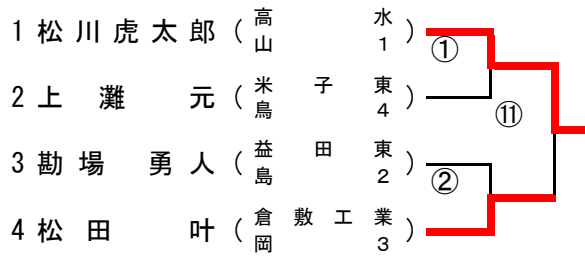 1 松川虎太郎 ( 高水 山1 ) ①
2 上灘元 ( 米子東 鳥4 )
⑪
3 勘場勇人 ( 益田東 島2 ) ②
4 松田叶 ( 倉敷工業 岡3 )